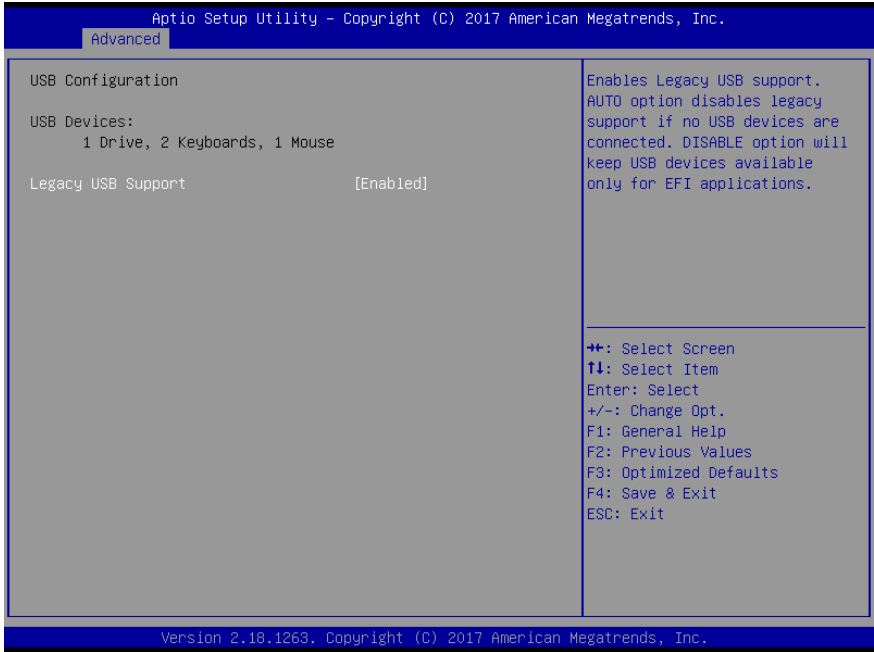 Aptio Setup Utility – Copyright (C) 2017 American Megatrends, Inc.
Advanced
USB Configuration
USB Devices:
1 Drive, 2 Keyboards, 1 Mouse
Legacy USB Support [Enabled]
Enables Legacy USB support.
AUTO option disables legacy
support if no USB devices are
connected. DISABLE option will
keep USB devices available
only for EFI applications.
→←: Select Screen
↑↓: Select Item
Enter: Select
+/-: Change Opt.
F1: General Help
F2: Previous Values
F3: Optimized Defaults
F4: Save & Exit
ESC: Exit
Version 2.18.1263. Copyright (C) 2017 American Megatrends, Inc.